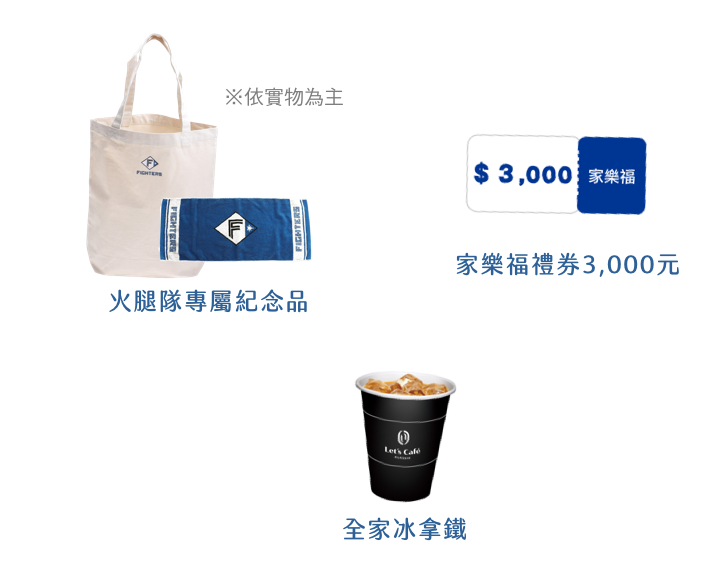 ※依實物為主
FIGHTERS
FIGHTERS
FIGHTERS
F
火腿隊專屬紀念品
$3,000 家樂福
家樂福禮券3,000元
Let's Café
全家冰拿鐵